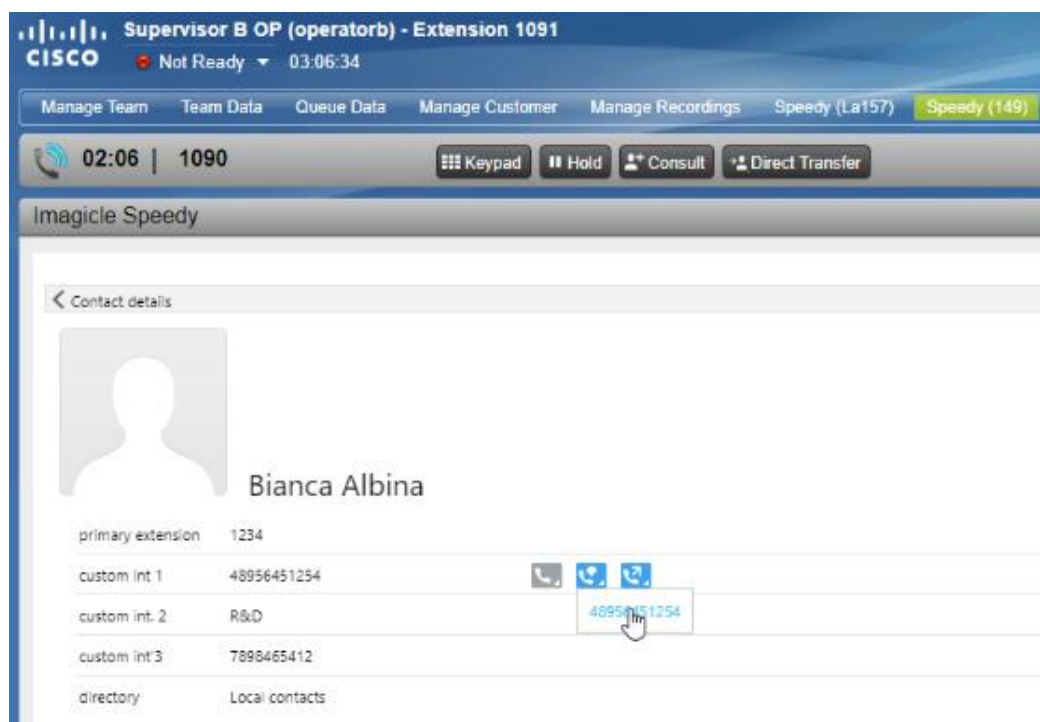 Supervisor B OP (operatorb) - Extension 1091
CISCO Not Ready 03:06:34
Manage Team Team Data Queue Data Manage Customer Manage Recordings Speedy (La157) Speedy (149)
02:06 | 1090 Keypad Hold Consult Direct Transfer
Imagicle Speedy
Contact details
Bianca Albina
primary extension 1234
custom int 1 48956451254
custom int. 2 R&D
48956451254
custom int'3 7898465412
directory Local contacts